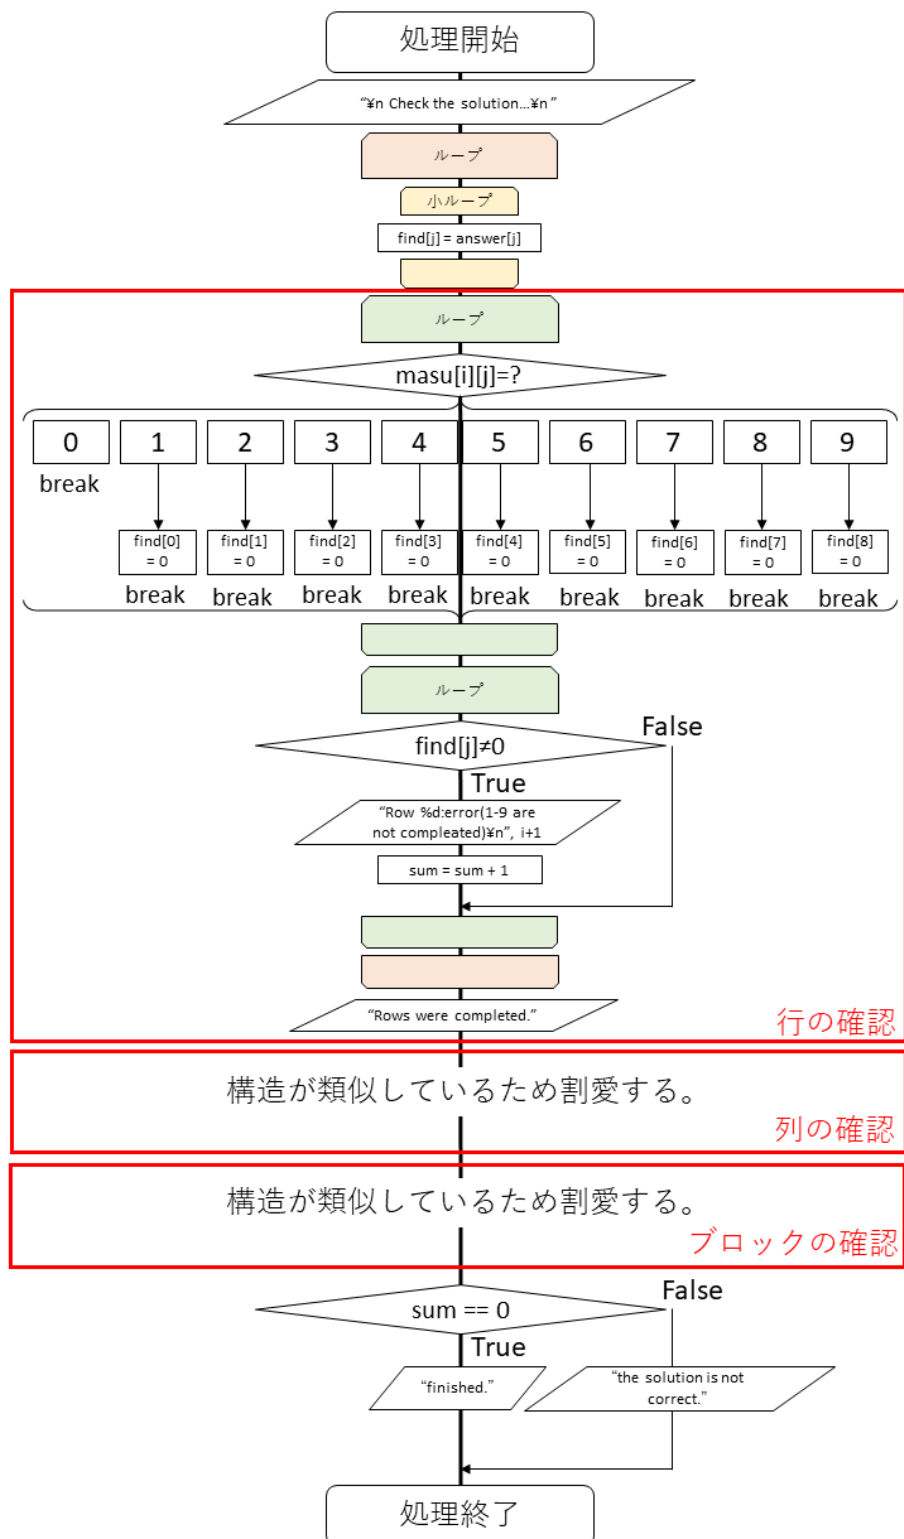 処理開始
“¥n Check the solution...¥n”
ループ
小ループ
find[j] = answer[j]
ループ
masu[i][j]=?
0 1 2 3 4 5 6 7 8 9
break
find[0] find[1] find[2] find[3] find[4] find[5] find[6] find[7] find[8]
= 0 = 0 = 0 = 0 = 0 = 0 = 0 = 0 = 0
break break break break break break break break break
ループ
False
find[j]≠0
True
“Row %d:error(1-9 are
not compleated)¥n”, i+1
sum = sum + 1
“Rows were completed.”
行の確認
構造が類似しているため割愛する。
列の確認
構造が類似しているため割愛する。
ブロックの確認
False
sum == 0
True
“finished.”
“the solution is not
correct.”
処理終了